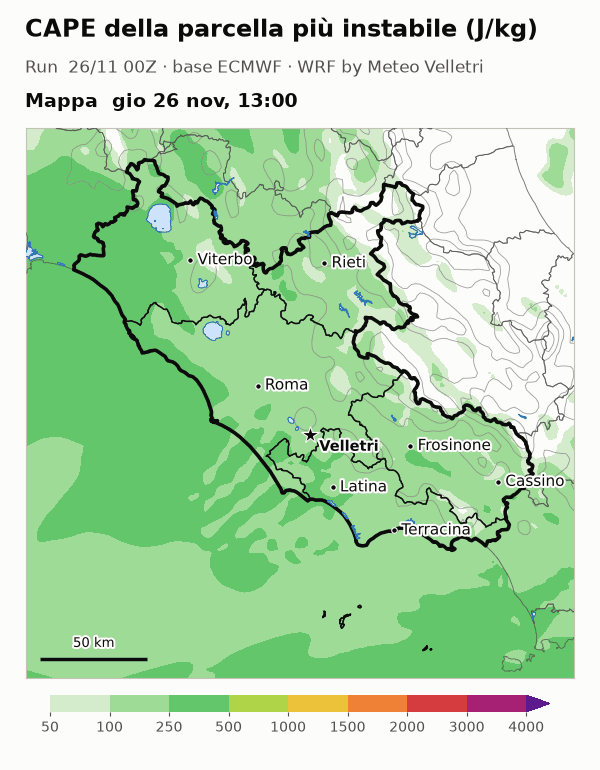 CAPE della parcella più instabile (J/kg)
Run  26/11 00Z · base ECMWF · WRF by Meteo Velletri
Mappa  gio 26 nov, 13:00
Viterbo
Rieti
Roma
Velletri
Frosinone
Latina
Cassino
Terracina
50 km
50 100 250 500 1000 1500 2000 3000 4000